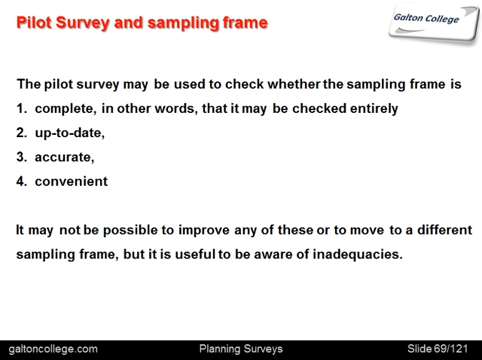 Pilot Survey and sampling frame
Galton College
The pilot survey may be used to check whether the sampling frame is
1. complete, in other words, that it may be checked entirely
2. up-to-date,
3. accurate,
4. convenient
It may not be possible to improve any of these or to move to a different
sampling frame, but it is useful to be aware of inadequacies.
galtoncollege.com Planning Surveys Slide 69/121